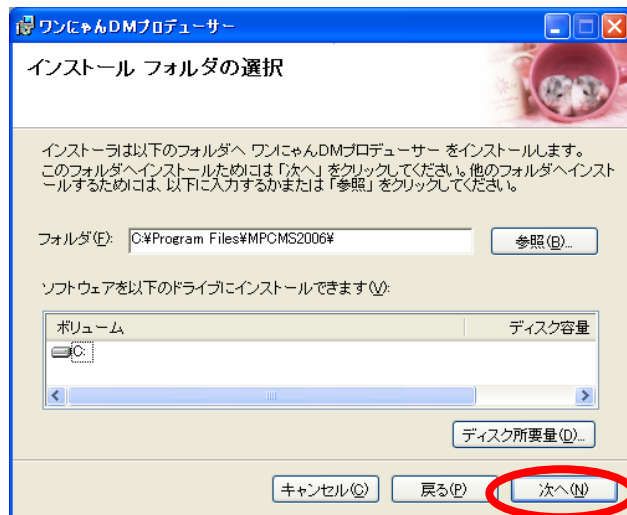 ワンにゃんDMプロデューサー
インストール フォルダの選択
インストーラは以下のフォルダへ ワンにゃんDMプロデューサー をインストールします。
このフォルダへインストールためには「次へ」をクリックしてください。他のフォルダへインスト
ールするためには、以下に入力するかまたは「参照」をクリックしてください。
フォルダ(F): C:¥Program Files¥MPCMS2006¥ 参照(B)...
ソフトウェアを以下のドライブにインストールできます(V):
ボリューム ディスク容量
C:
ディスク所要量(D)...
キャンセル(C) 戻る(P) 次へ(N)